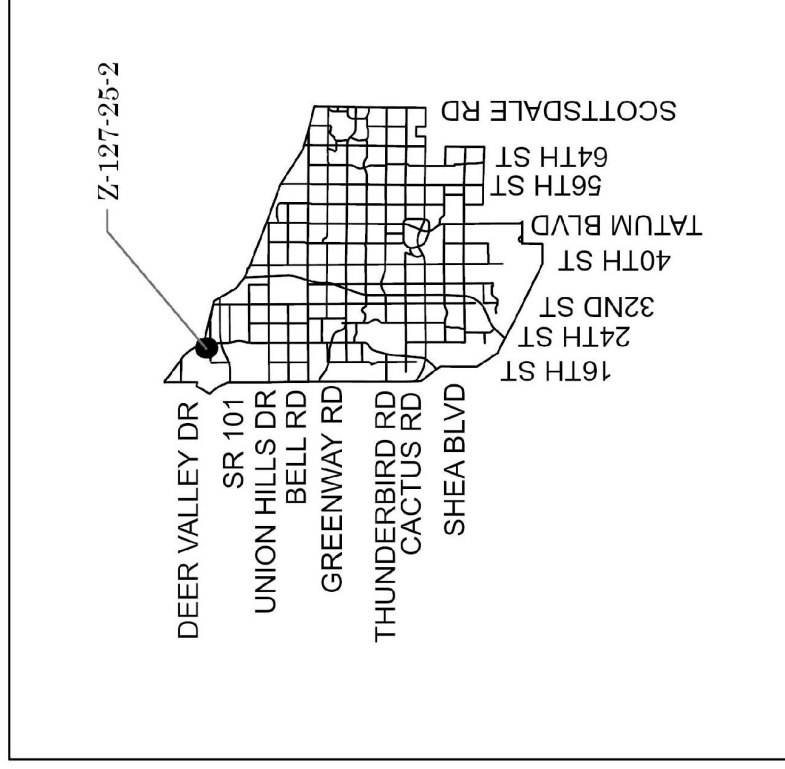 Z-127-25-2
DEER VALLEY DR
SR 101
UNION HILLS DR
BELL RD
GREENWAY RD
THUNDERBIRD RD
CACTUS RD
SHEA BLVD
16TH ST
24TH ST
32ND ST
40TH ST
TATUM BLVD
56TH ST
64TH ST
SCOTTSDALE RD